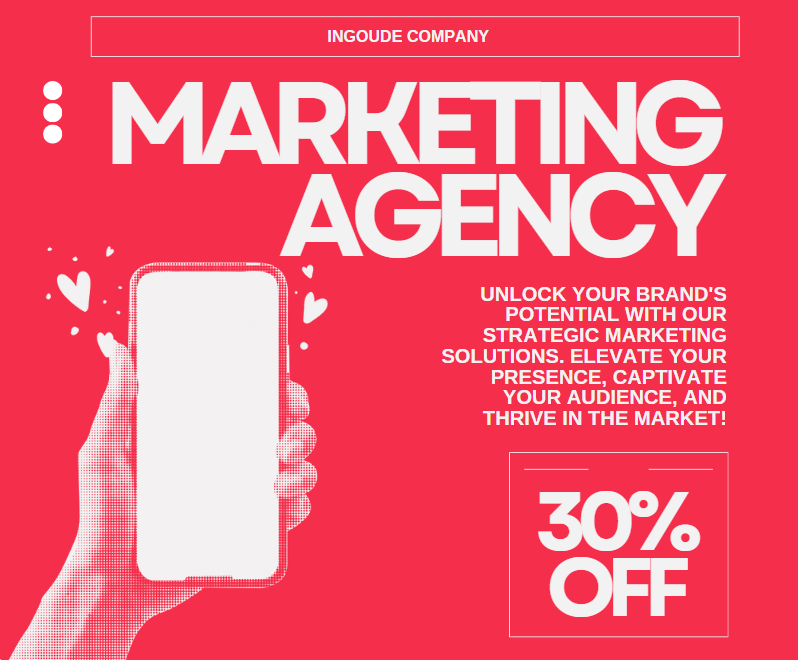 INGOUDE COMPANY
MARKETING
AGENCY
UNLOCK YOUR BRAND'S
POTENTIAL WITH OUR
STRATEGIC MARKETING
SOLUTIONS. ELEVATE YOUR
PRESENCE, CAPTIVATE
YOUR AUDIENCE, AND
THRIVE IN THE MARKET!
30%
OFF